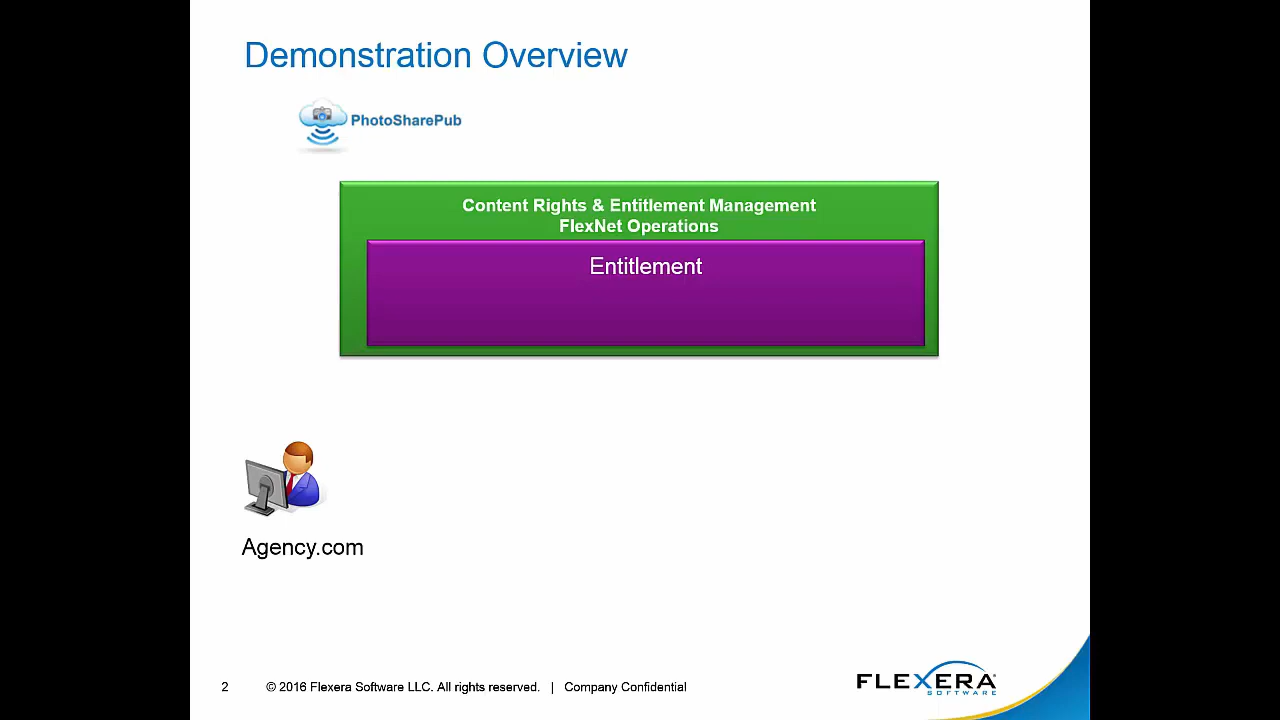 Demonstration Overview
PhotoSharePub
Content Rights & Entitlement Management
FlexNet Operations
Entitlement
Agency.com
2 © 2016 Flexera Software LLC. All rights reserved. | Company Confidential
FLEXERA
SOFTWARE